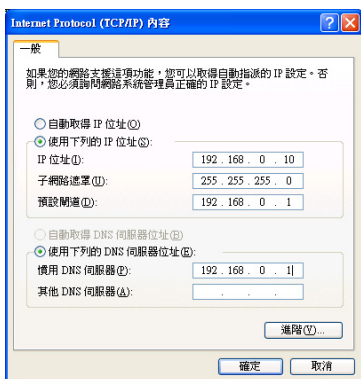 Internet Protocol (TCP/IP) 內容
一般
如果您的網路支援這項功能，您可以取得自動指派的 IP 設定。否
則，您必須詢問網路系統管理員正確的 IP 設定。
自動取得 IP 位址(O)
使用下列的 IP 位址(S):
IP 位址(I): 192 . 168 . 0 . 10
子網路遮罩(U): 255 . 255 . 255 . 0
預設閘道(D): 192 . 168 . 0 . 1
自動取得 DNS 伺服器位址(B)
使用下列的 DNS 伺服器位址(E):
慣用 DNS 伺服器(P): 192 . 168 . 0 . 1
其他 DNS 伺服器(A): . . .
進階(V)...
確定 取消